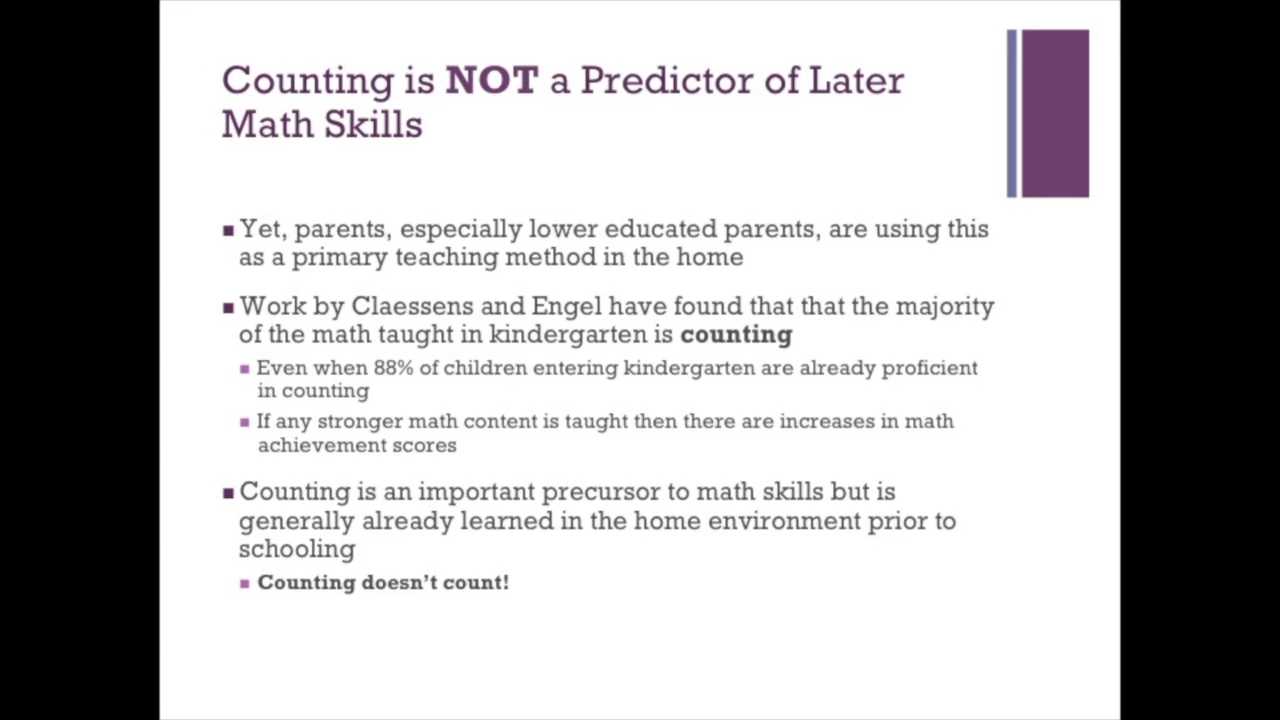 Counting is NOT a Predictor of Later
Math Skills
Yet, parents, especially lower educated parents, are using this
as a primary teaching method in the home
Work by Claessens and Engel have found that that the majority
of the math taught in kindergarten is counting
Even when 88% of children entering kindergarten are already proficient
in counting
If any stronger math content is taught then there are increases in math
achievement scores
Counting is an important precursor to math skills but is
generally already learned in the home environment prior to
schooling
Counting doesn't count!